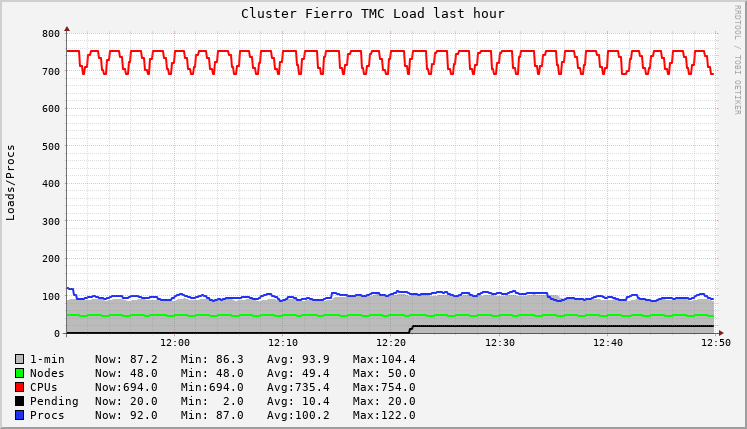 Cluster Fierro TMC Load last hour
RRDTOOL / TOBI OETIKER
Loads/Procs
800
700
600
500
400
300
200
100
0
12:00 12:10 12:20 12:30 12:40 12:50
1-min Now: 87.2 Min: 86.3 Avg: 93.9 Max:104.4
Nodes Now: 48.0 Min: 48.0 Avg: 49.4 Max: 50.0
CPUs Now:694.0 Min:694.0 Avg:735.4 Max:754.0
Pending Now: 20.0 Min: 2.0 Avg: 10.4 Max: 20.0
Procs Now: 92.0 Min: 87.0 Avg:100.2 Max:122.0